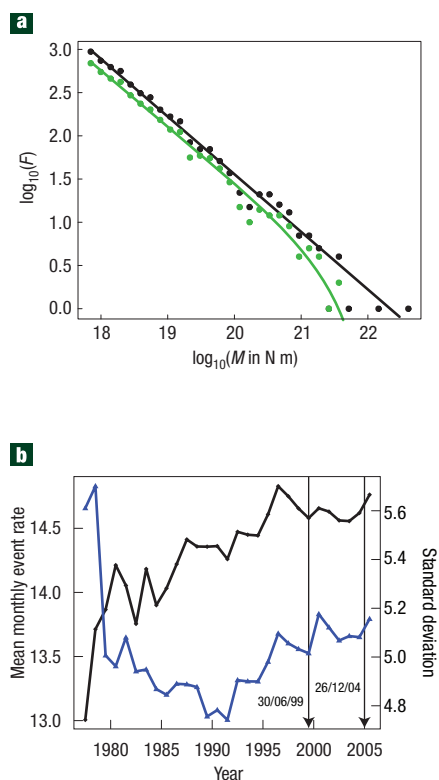 a
3.0
2.5
2.0
1.5
1.0
0.5
0.0
log10(F)
18 19 20 21 22
log10(M in N m)
b
14.5
14.0
13.5
13.0
Mean monthly event rate
5.6
5.4
5.2
5.0
4.8
Standard deviation
30/06/99
26/12/04
1980 1985 1990 1995 2000 2005
Year